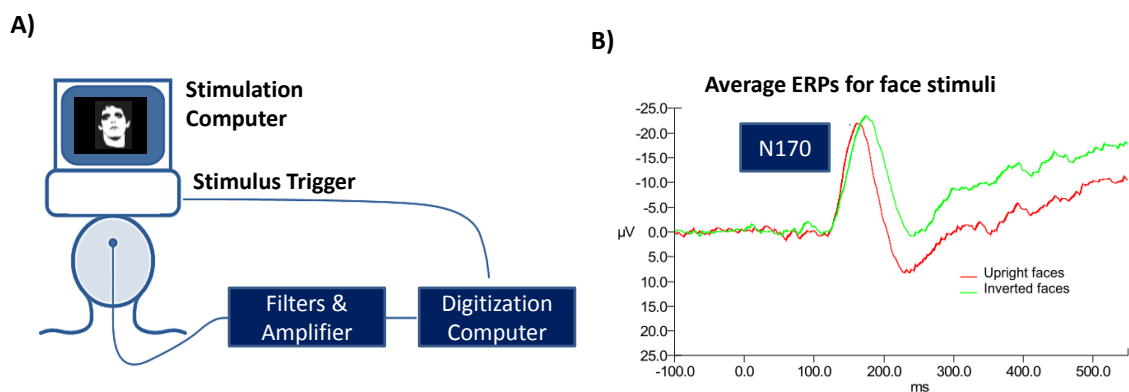 A)
Stimulation
Computer
Stimulus Trigger
Filters &
Amplifier
Digitization
Computer
B)
Average ERPs for face stimuli
N170
-25.0
-20.0
-15.0
-10.0
-5.0
0.0
5.0
10.0
15.0
20.0
25.0
µV
Upright faces
Inverted faces
-100.0 0.0 100.0 200.0 300.0 400.0 500.0
ms